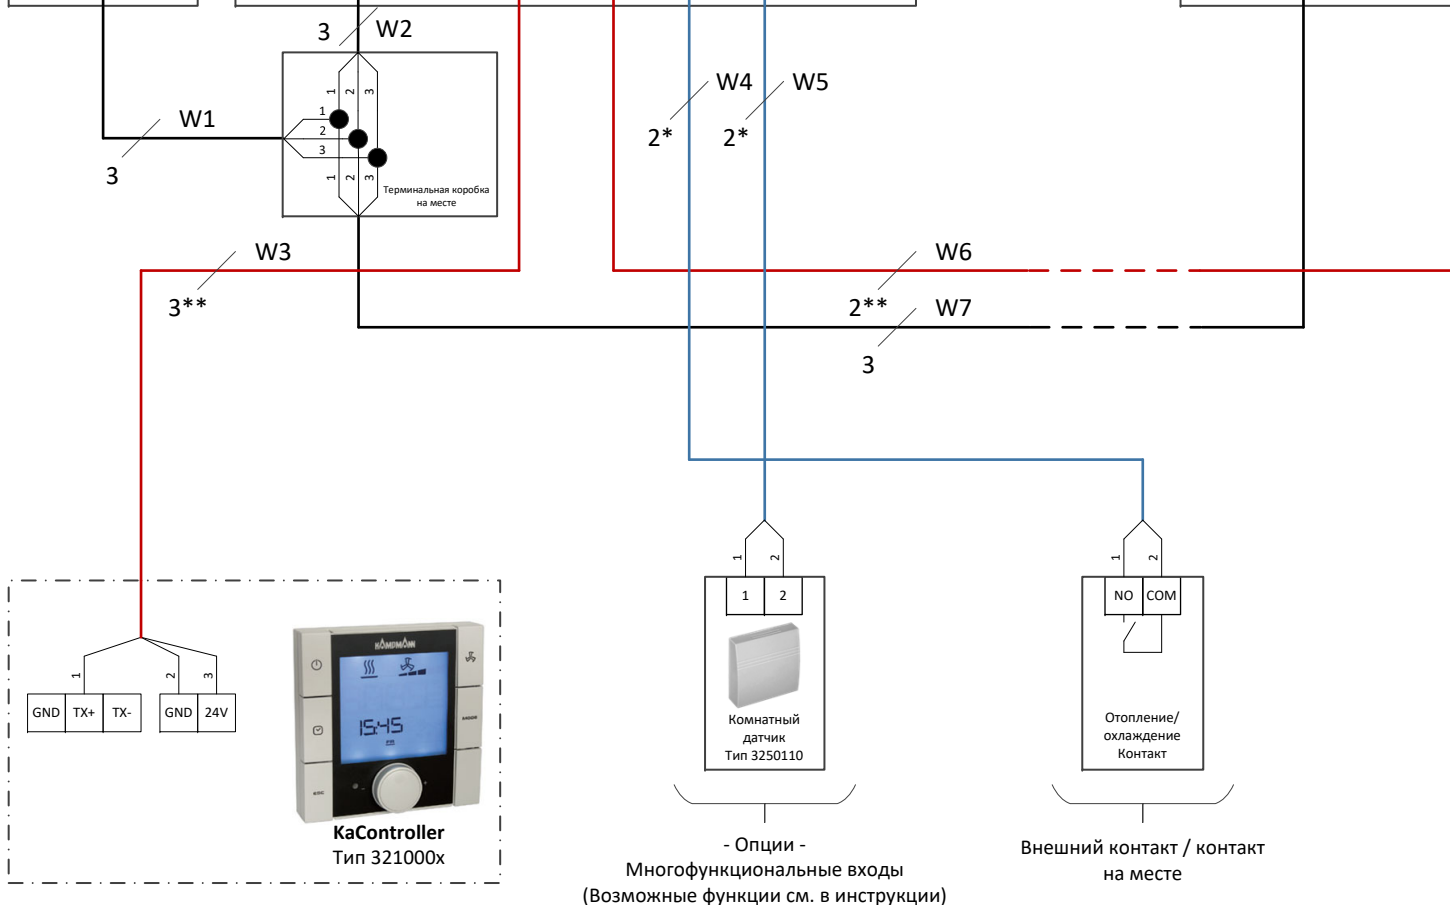 3
W2
W4
W5
2*
2*
1
2
3
1
2
3
1
2
3
W1
3
Терминальная коробка
на месте
W3
3**
W6
2**
W7
3
1
2
3
GND
TX+
TX-
GND
24V
KAMPMANN
15:45
MODE
ESC
KaController
Тип 321000x
1
2
1
2
Комнатный
датчик
Тип 3250110
- Опции -
Многофункциональные входы
(Возможные функции см. в инструкции)
1
2
NO
COM
Отопление/
охлаждение
Контакт
Внешний контакт / контакт
на месте